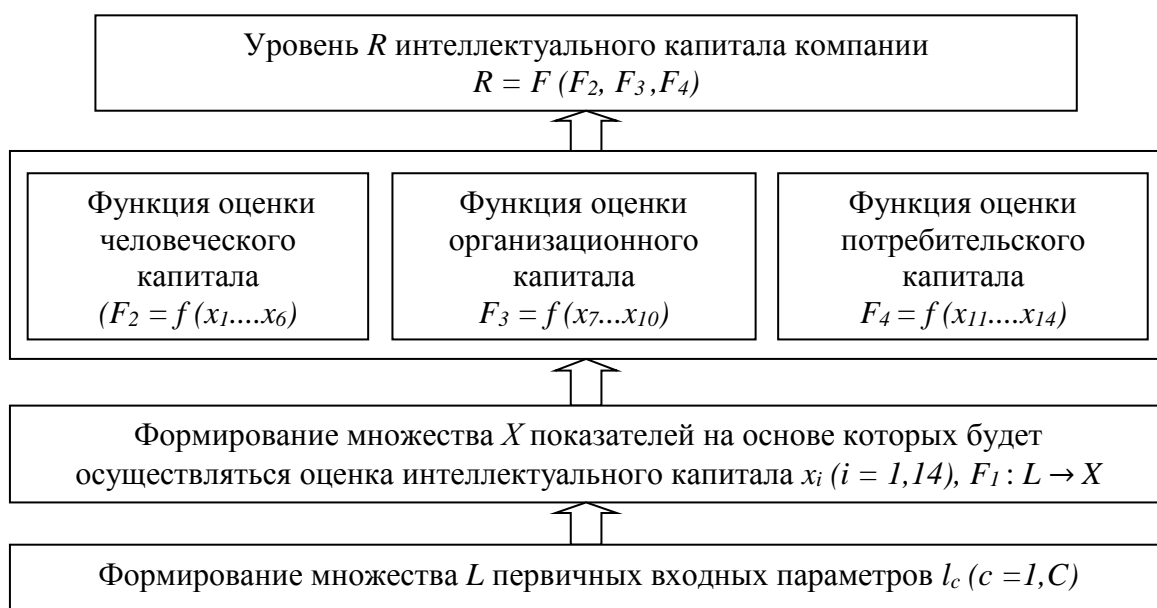 Уровень R интеллектуального капитала компании
R = F (F₂, F₃ ,F₄)
Функция оценки
человеческого
капитала
(F₂ = f (x₁....x₆)
Функция оценки
организационного
капитала
F₃ = f (x₇...x₁₀)
Функция оценки
потребительского
капитала
F₄ = f (x₁₁....x₁₄)
Формирование множества X показателей на основе которых будет
осуществляться оценка интеллектуального капитала xᵢ (i = 1,14), F₁ : L → X
Формирование множества L первичных входных параметров l_c (c =1,C)